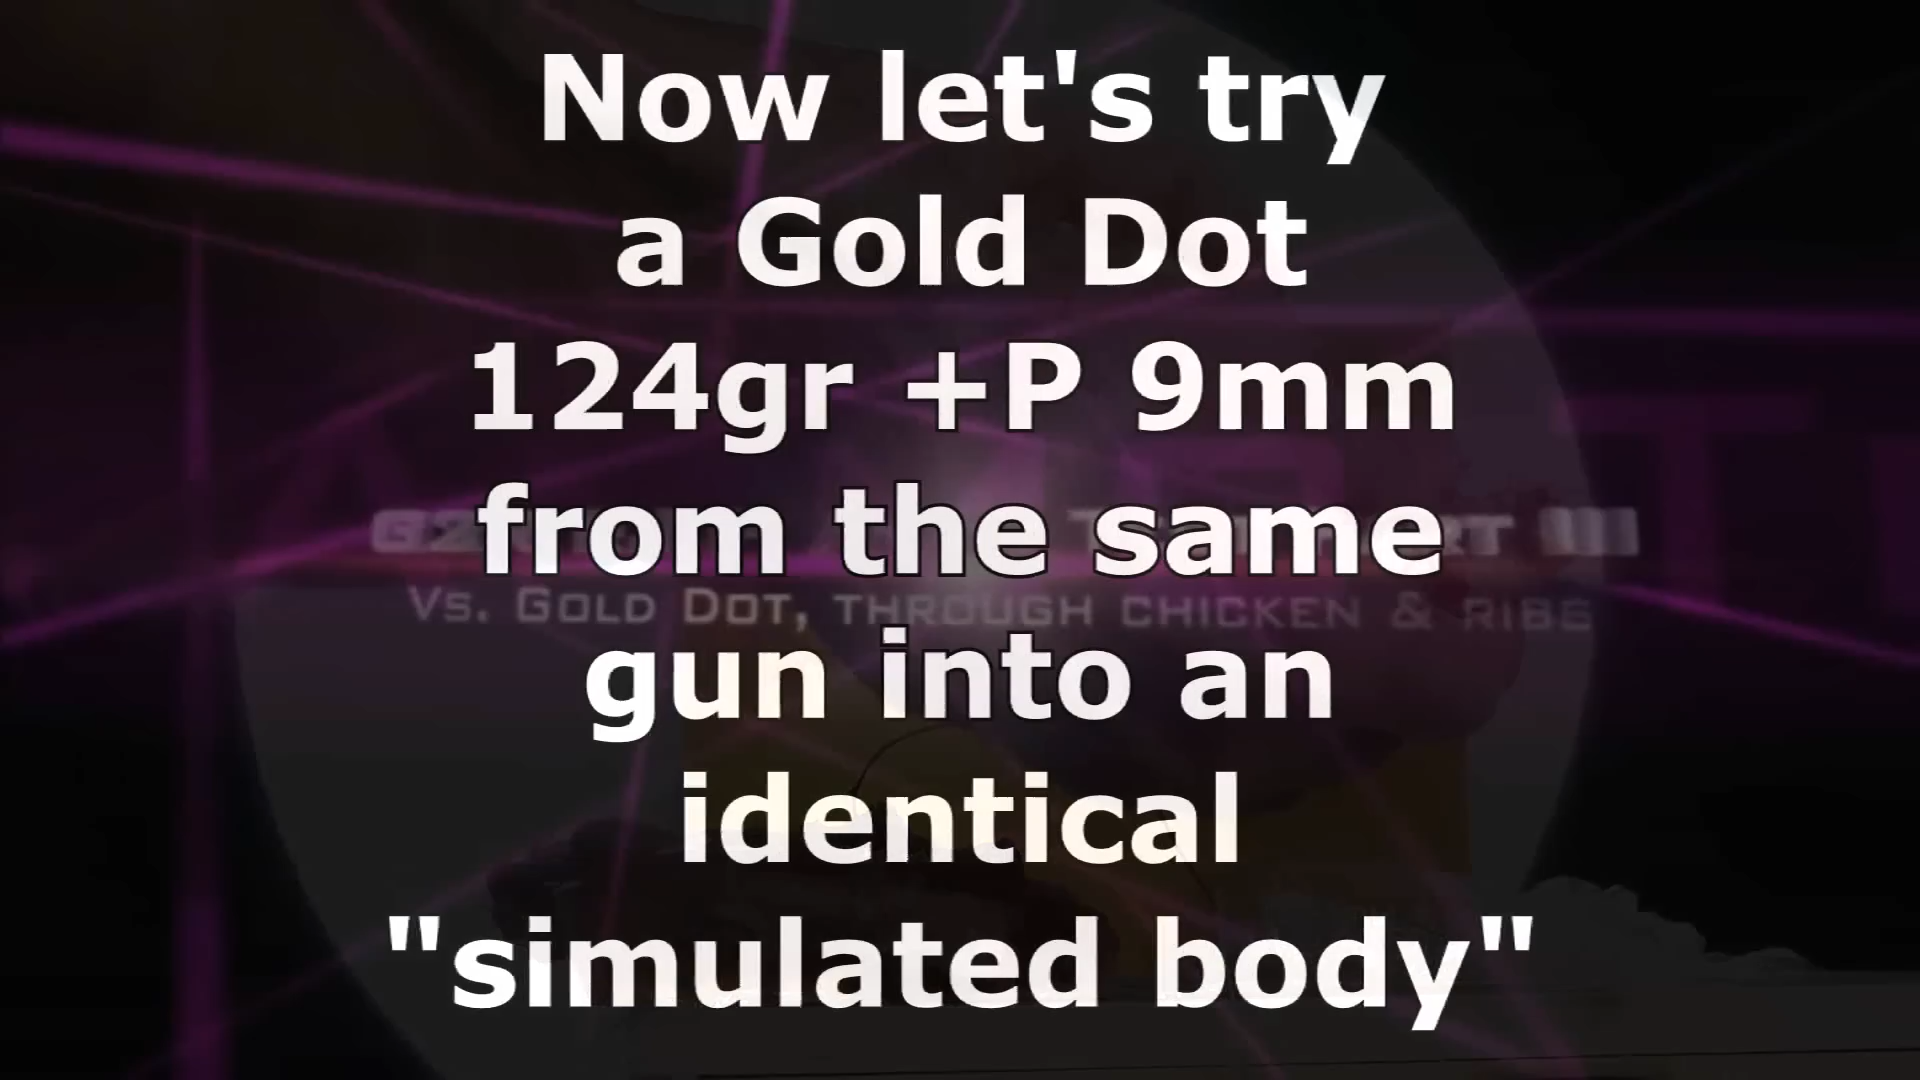 Now let's try
a Gold Dot
124gr +P 9mm
from the same
gun into an
identical
"simulated body"
Vs. Gold Dot, through chicken & ribs